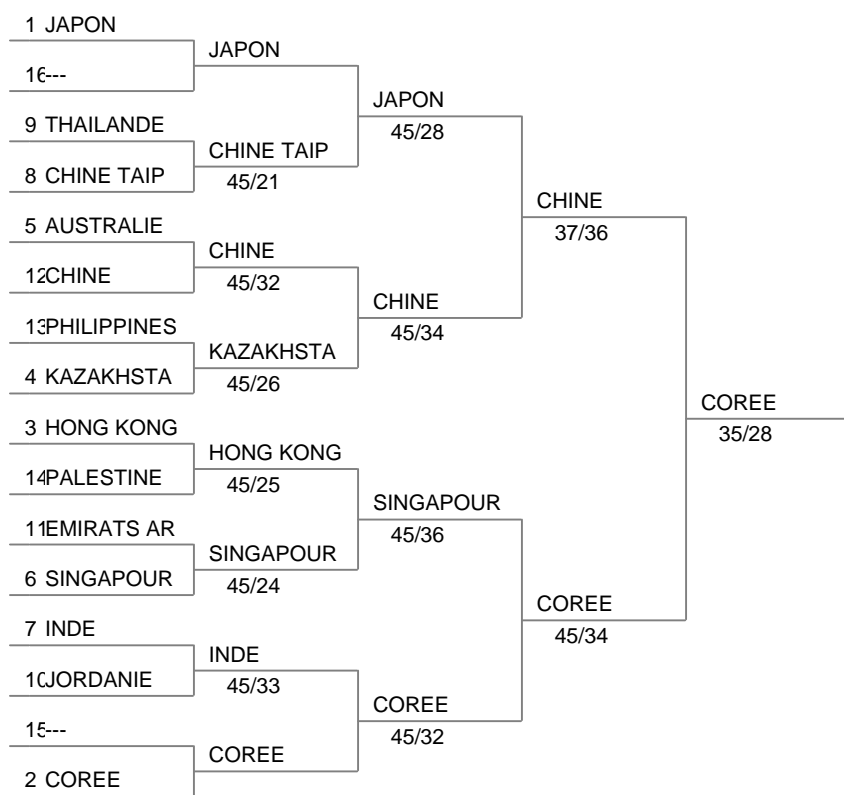 1 JAPON
JAPON
16---
JAPON
45/28
9 THAILANDE
CHINE TAIP
45/21
8 CHINE TAIP
CHINE
37/36
5 AUSTRALIE
CHINE
45/32
12CHINE
CHINE
45/34
13PHILIPPINES
KAZAKHSTA
45/26
4 KAZAKHSTA
COREE
35/28
3 HONG KONG
HONG KONG
45/25
14PALESTINE
SINGAPOUR
45/36
11EMIRATS AR
SINGAPOUR
45/24
6 SINGAPOUR
COREE
45/34
7 INDE
INDE
45/33
10JORDANIE
COREE
45/32
15---
COREE
2 COREE